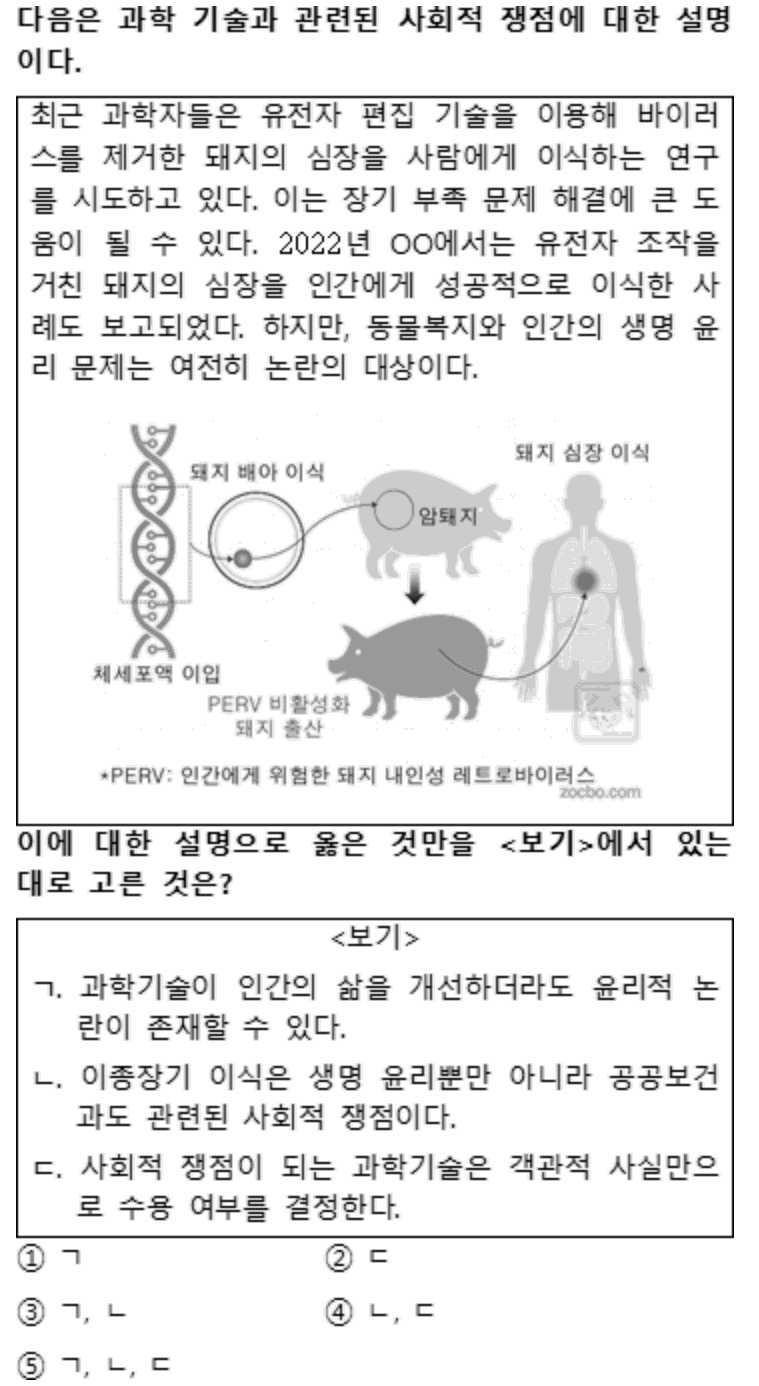 다음은 과학 기술과 관련된 사회적 쟁점에 대한 설명
이다.
최근 과학자들은 유전자 편집 기술을 이용해 바이러
스를 제거한 돼지의 심장을 사람에게 이식하는 연구
를 시도하고 있다. 이는 장기 부족 문제 해결에 큰 도
움이 될 수 있다. 2022년 OO에서는 유전자 조작을
거친 돼지의 심장을 인간에게 성공적으로 이식한 사
례도 보고되었다. 하지만, 동물복지와 인간의 생명 윤
리 문제는 여전히 논란의 대상이다.
돼지 심장 이식
돼지 배아 이식
암퇘지
체세포액 이입
PERV 비활성화
돼지 출산
*PERV: 인간에게 위험한 돼지 내인성 레트로바이러스
zocbo.com
이에 대한 설명으로 옳은 것만을 <보기>에서 있는
대로 고른 것은?
<보기>
ㄱ. 과학기술이 인간의 삶을 개선하더라도 윤리적 논
란이 존재할 수 있다.
ㄴ. 이종장기 이식은 생명 윤리뿐만 아니라 공공보건
과도 관련된 사회적 쟁점이다.
ㄷ. 사회적 쟁점이 되는 과학기술은 객관적 사실만으
로 수용 여부를 결정한다.
① ㄱ ② ㄷ
③ ㄱ, ㄴ ④ ㄴ, ㄷ
⑤ ㄱ, ㄴ, ㄷ